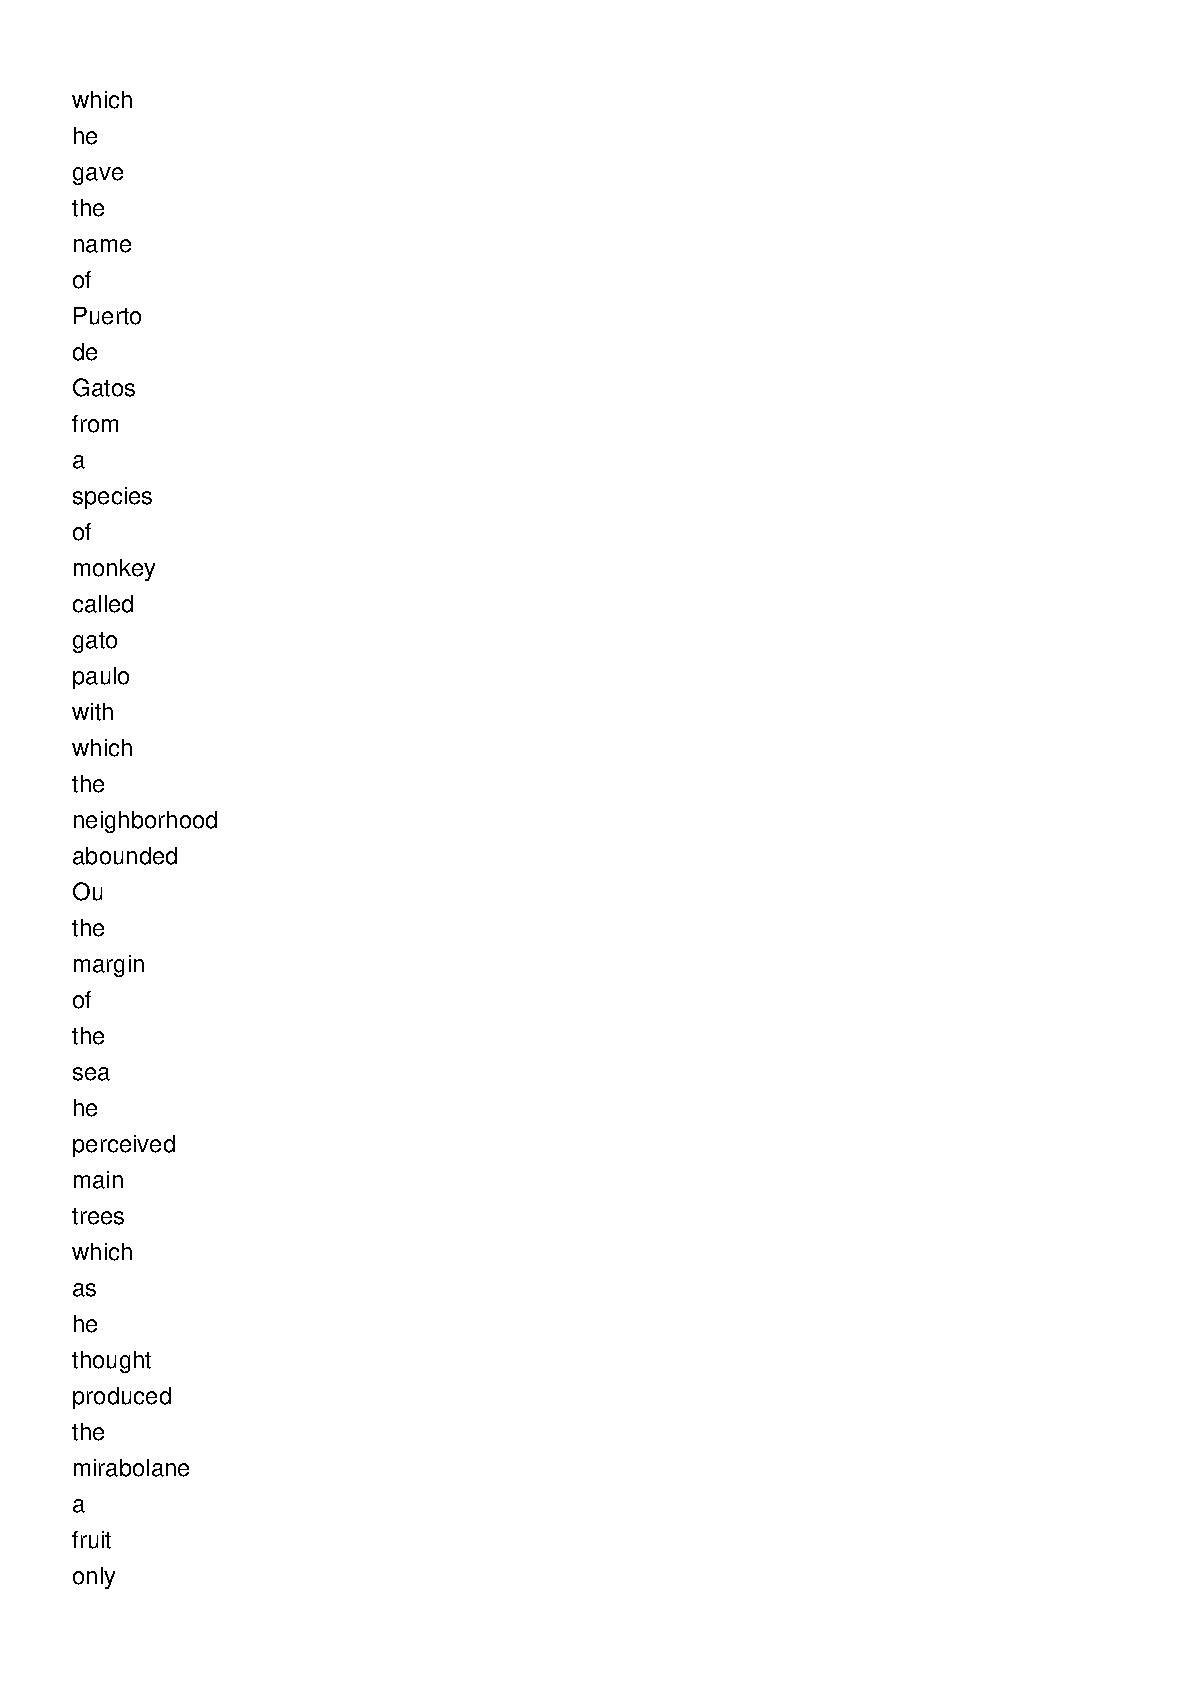 which
he
gave
the
name
of
Puerto
de
Gatos
from
a
species
of
monkey
called
gato
paulo
with
which
the
neighborhood
abounded
Ou
the
margin
of
the
sea
he
perceived
main
trees
which
as
he
thought
produced
the
mirabolane
a
fruit
only